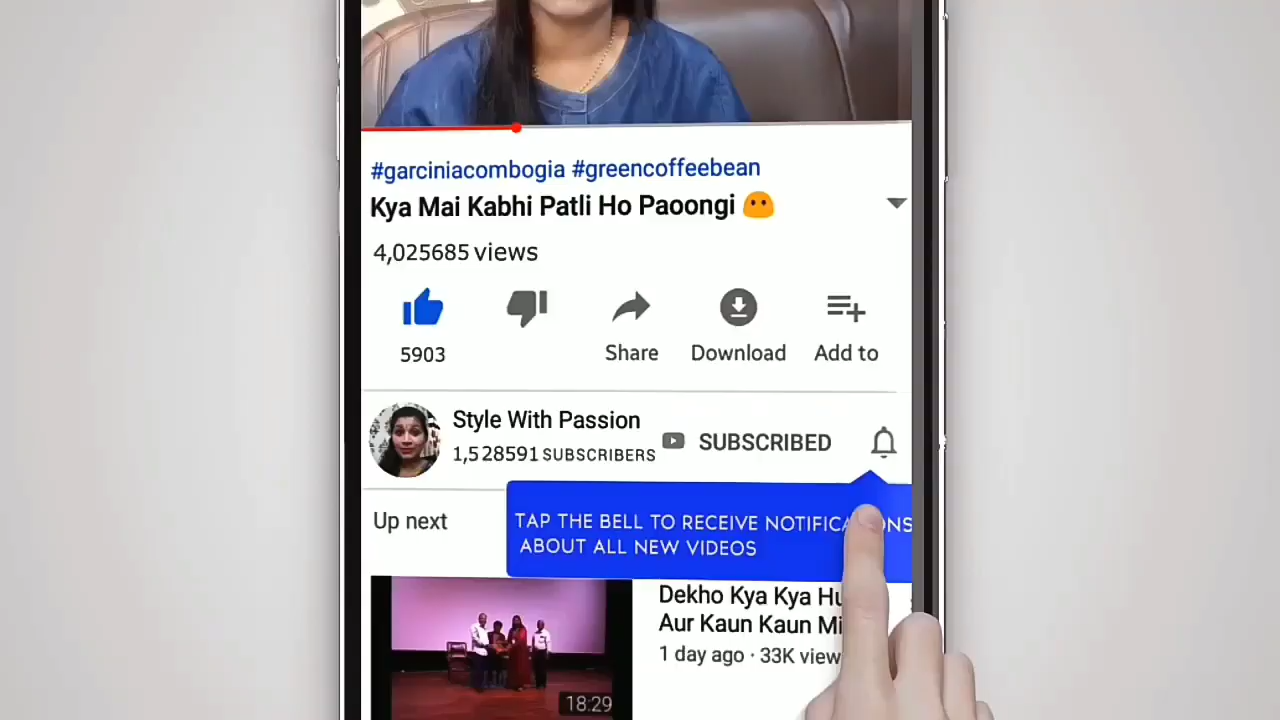 #garciniacombogia #greencoffeebean
Kya Mai Kabhi Patli Ho Paoongi
4,025685 views
5903
Share
Download
Add to
Style With Passion
1,528591 SUBSCRIBERS
SUBSCRIBED
Up next
TAP THE BELL TO RECEIVE
ABOUT ALL NEW VIDEOS
Dekho Kya Kya
Aur Kaun Kaun
1 day ago · 33K
18:29